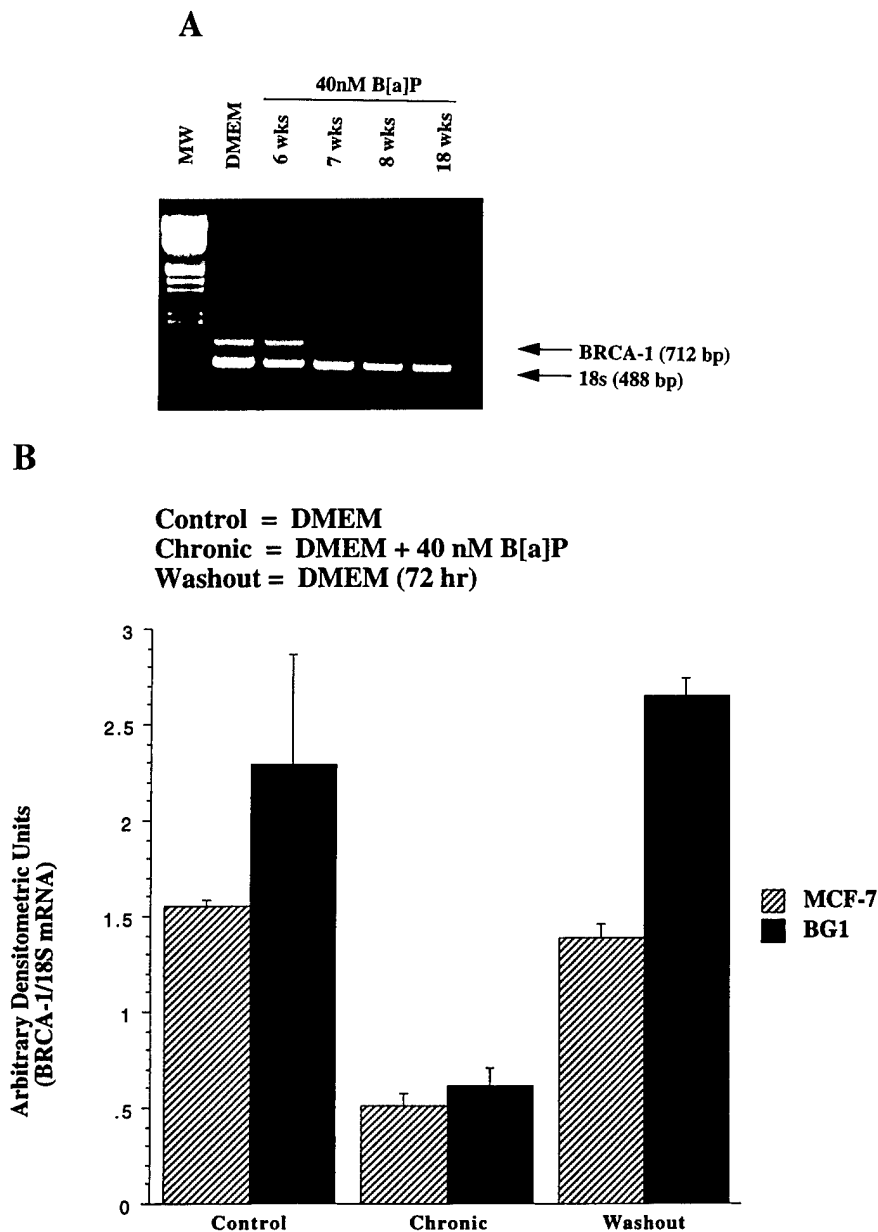 A
40nM B[a]P
MW
DMEM
6 wks
7 wks
8 wks
18 wks
BRCA-1 (712 bp)
18s (488 bp)
B
Control = DMEM
Chronic = DMEM + 40 nM B[a]P
Washout = DMEM (72 hr)
Arbitrary Densitometric Units
(BRCA-1/18S mRNA)
3
2.5
2
1.5
1
.5
0
MCF-7
BG1
Control
Chronic
Washout